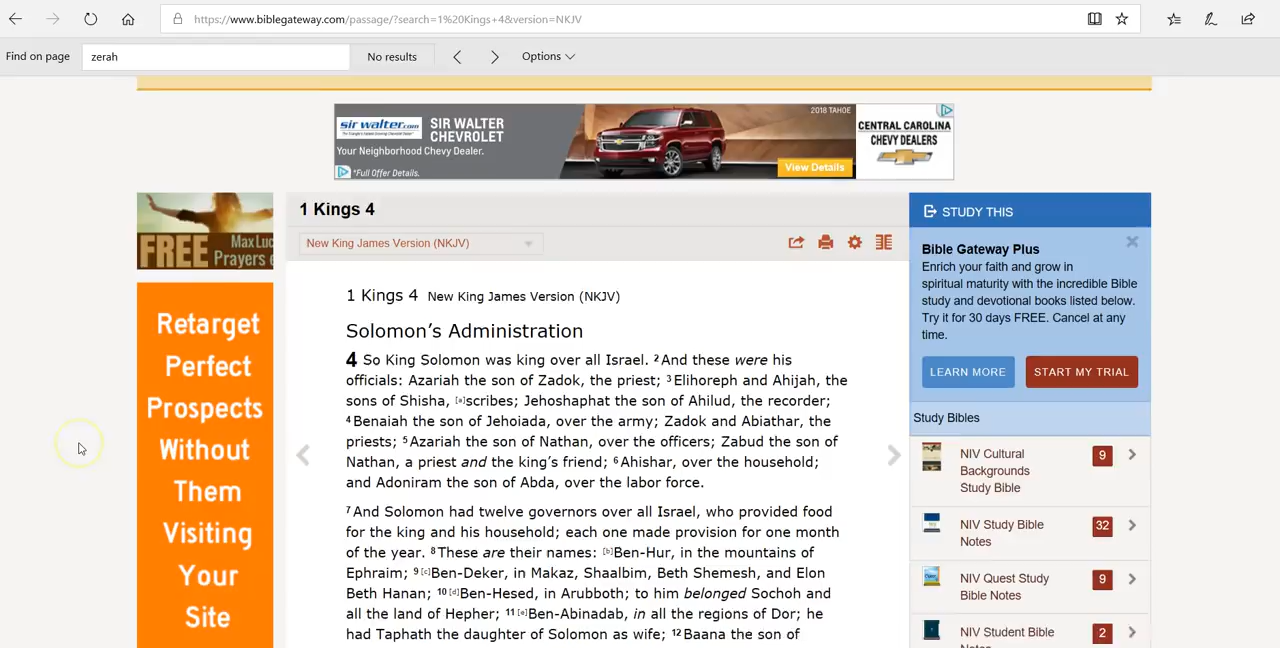 https://www.biblegateway.com/passage/?search=1%20Kings+4&version=NKJV
Find on page
zerah
No results
Options
sir walter.com
SIR WALTER
CHEVROLET
Your Neighborhood Chevy Dealer.
*Full Offer Details.
2018 TAHOE
View Details
CENTRAL CAROLINA
CHEVY DEALERS
FREE
Max Luc
Prayers e
Retarget
Perfect
Prospects
Without
Them
Visiting
Your
Site
1 Kings 4
New King James Version (NKJV)
1 Kings 4 New King James Version (NKJV)
Solomon’s Administration
4 So King Solomon was king over all Israel. 2 And these were his
officials: Azariah the son of Zadok, the priest; 3 Elihoreph and Ahijah, the
sons of Shisha, [a]scribes; Jehoshaphat the son of Ahilud, the recorder;
4 Benaiah the son of Jehoiada, over the army; Zadok and Abiathar, the
priests; 5 Azariah the son of Nathan, over the officers; Zabud the son of
Nathan, a priest and the king’s friend; 6 Ahishar, over the household;
and Adoniram the son of Abda, over the labor force.
7 And Solomon had twelve governors over all Israel, who provided food
for the king and his household; each one made provision for one month
of the year. 8 These are their names: [b]Ben-Hur, in the mountains of
Ephraim; 9 [c]Ben-Deker, in Makaz, Shaalbim, Beth Shemesh, and Elon
Beth Hanan; 10 [d]Ben-Hesed, in Arubboth; to him belonged Sochoh and
all the land of Hepher; 11 [e]Ben-Abinadab, in all the regions of Dor; he
had Taphath the daughter of Solomon as wife; 12 Baana the son of
STUDY THIS
Bible Gateway Plus
Enrich your faith and grow in
spiritual maturity with the incredible Bible
study and devotional books listed below.
Try it for 30 days FREE. Cancel at any
time.
LEARN MORE
START MY TRIAL
Study Bibles
NIV Cultural
Backgrounds
Study Bible
9
NIV Study Bible
Notes
32
NIV Quest Study
Bible Notes
9
NIV Student Bible
Notes
2